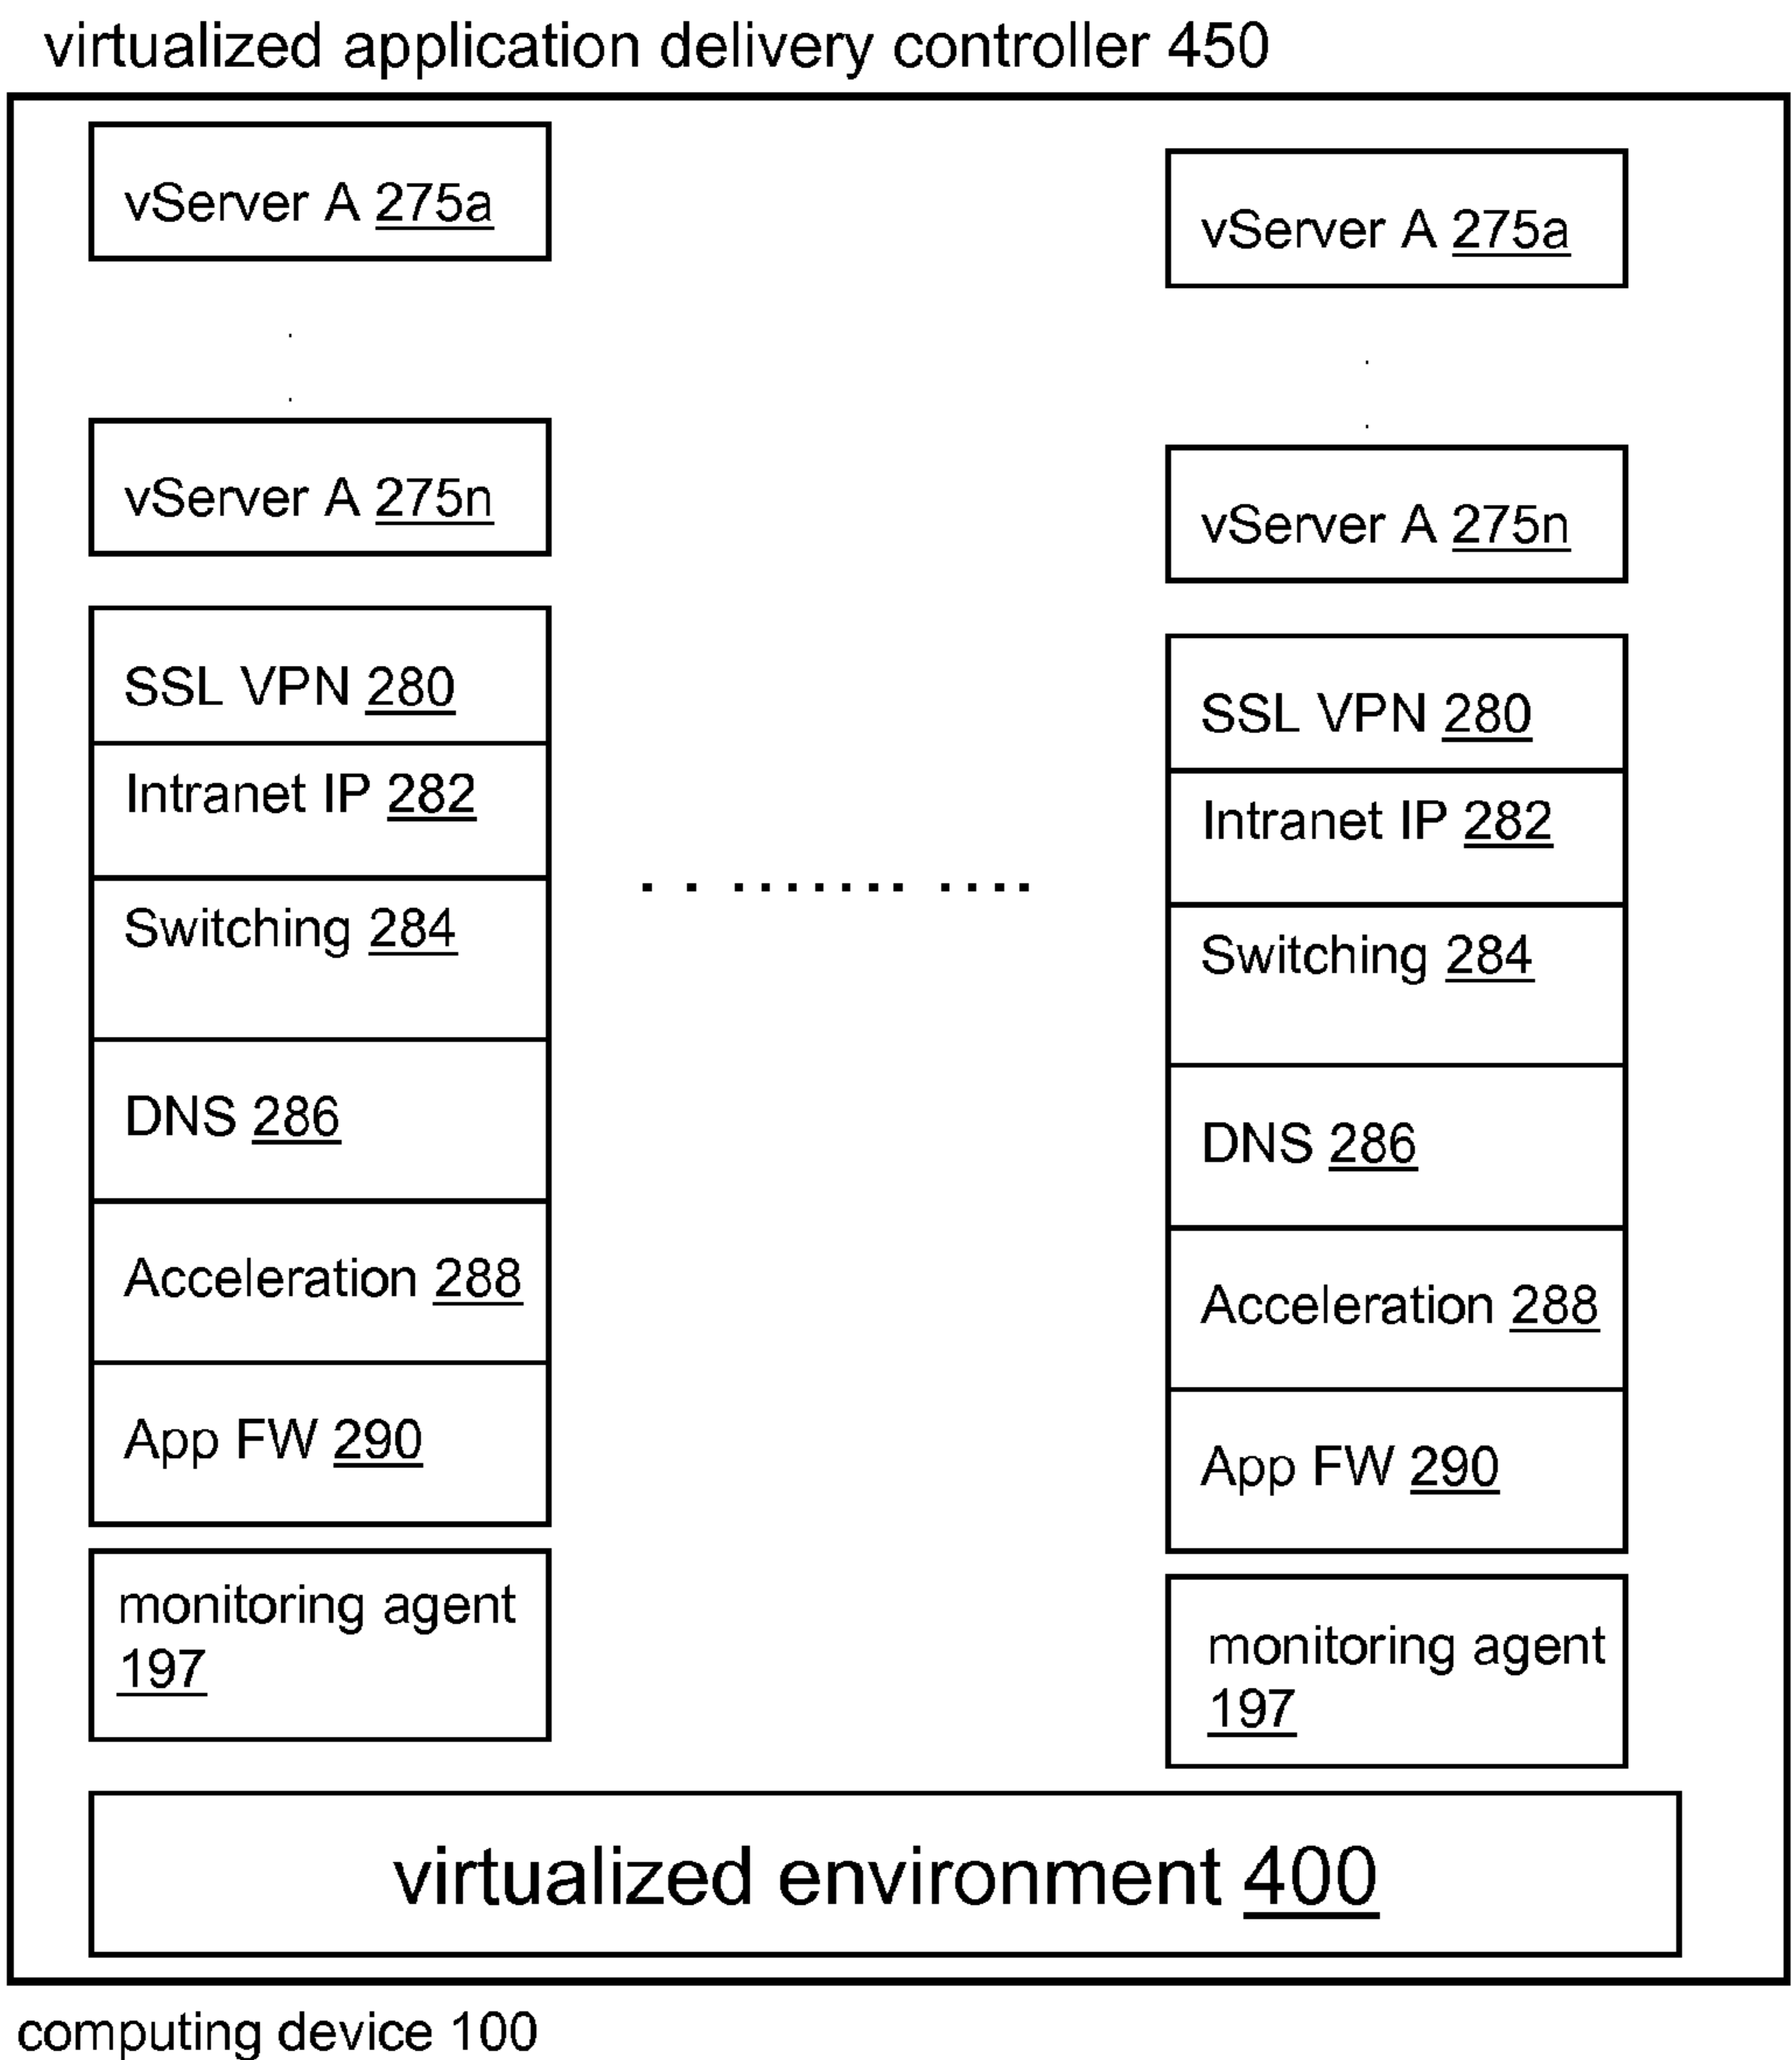 virtualized application delivery controller 450
vServer A 275a
vServer A 275n
SSL VPN 280
Intranet IP 282
Switching 284
DNS 286
Acceleration 288
App FW 290
monitoring agent
197
vServer A 275a
vServer A 275n
SSL VPN 280
Intranet IP 282
Switching 284
DNS 286
Acceleration 288
App FW 290
monitoring agent
197
virtualized environment 400
computing device 100